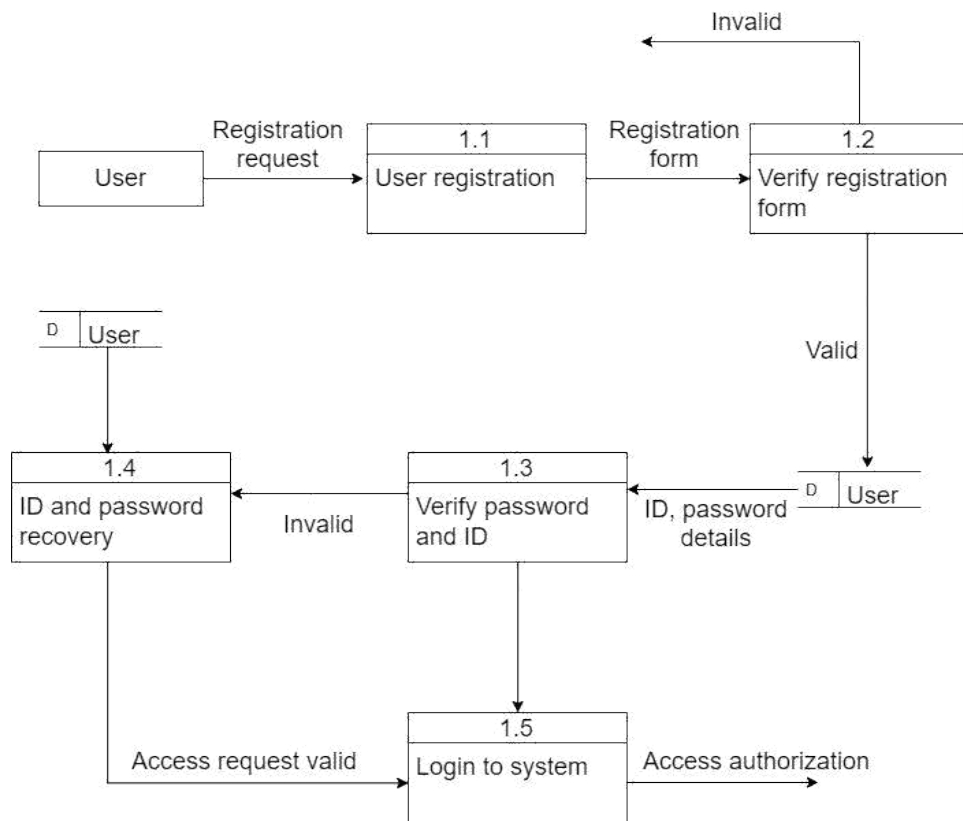 Invalid
Registration
request
Registration
form
1.1
1.2
User
User registration
Verify registration
form
D
User
Valid
1.4
1.3
ID and password
recovery
Invalid
Verify password
and ID
ID, password
details
D
User
1.5
Access request valid
Login to system
Access authorization